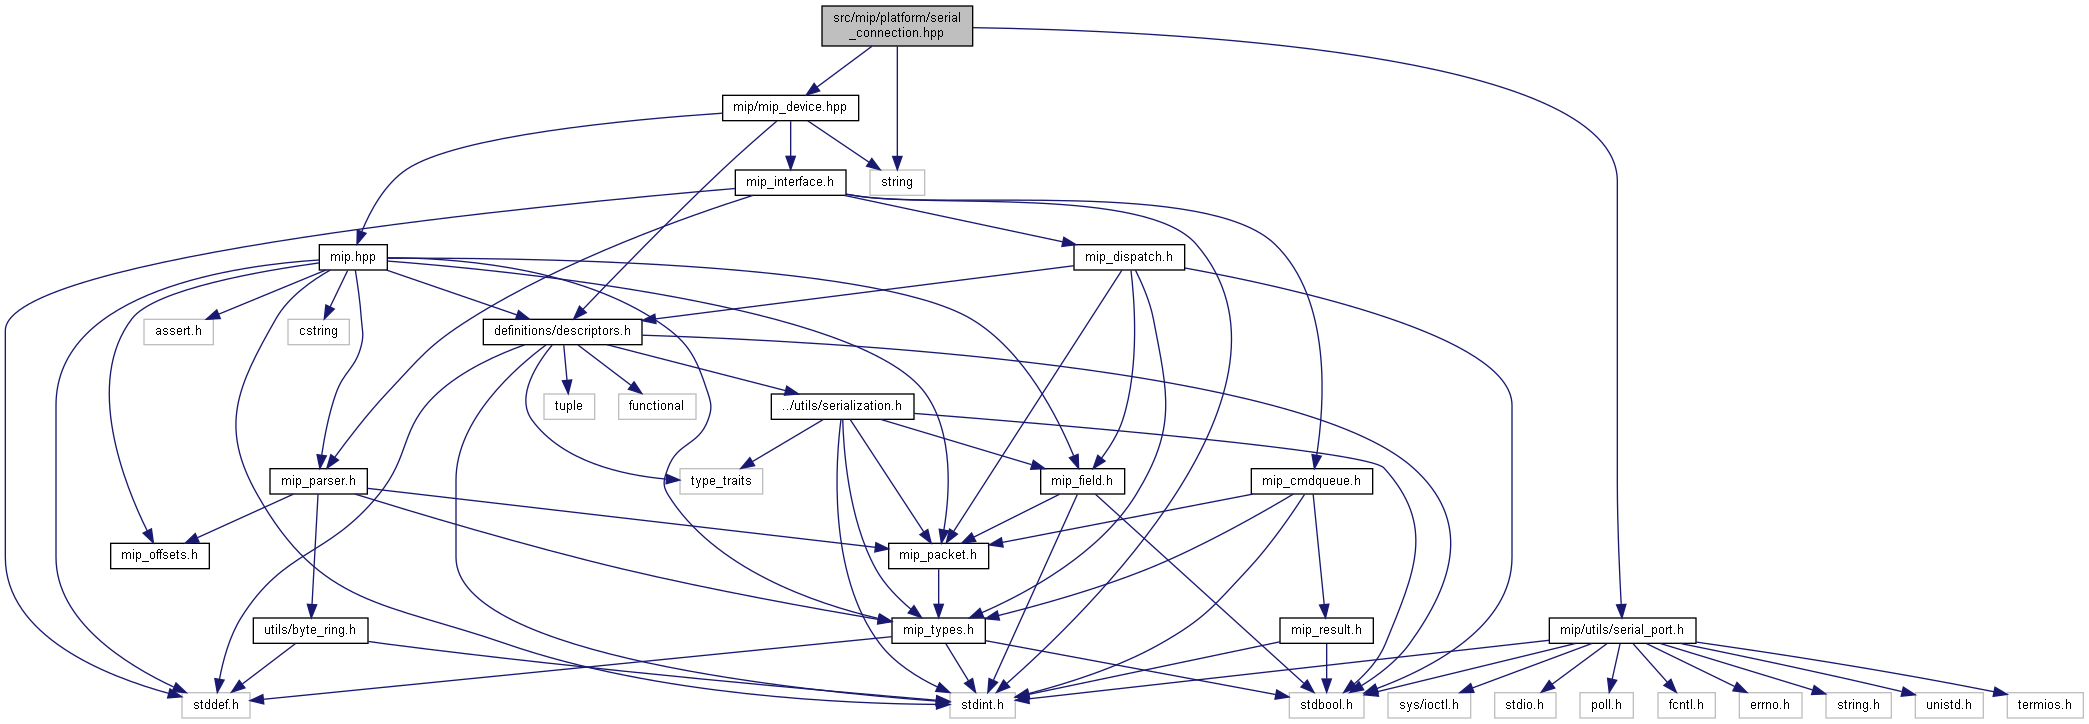 src/mip/platform/serial
_connection.hpp
mip/mip_device.hpp
mip_interface.h
string
mip.hpp
mip_dispatch.h
assert.h
cstring
definitions/descriptors.h
tuple
functional
../utils/serialization.h
mip_parser.h
type_traits
mip_field.h
mip_cmdqueue.h
mip_offsets.h
mip_packet.h
utils/byte_ring.h
mip_types.h
mip_result.h
mip/utils/serial_port.h
stddef.h
stdint.h
stdbool.h
sys/ioctl.h
stdio.h
poll.h
fcntl.h
errno.h
string.h
unistd.h
termios.h